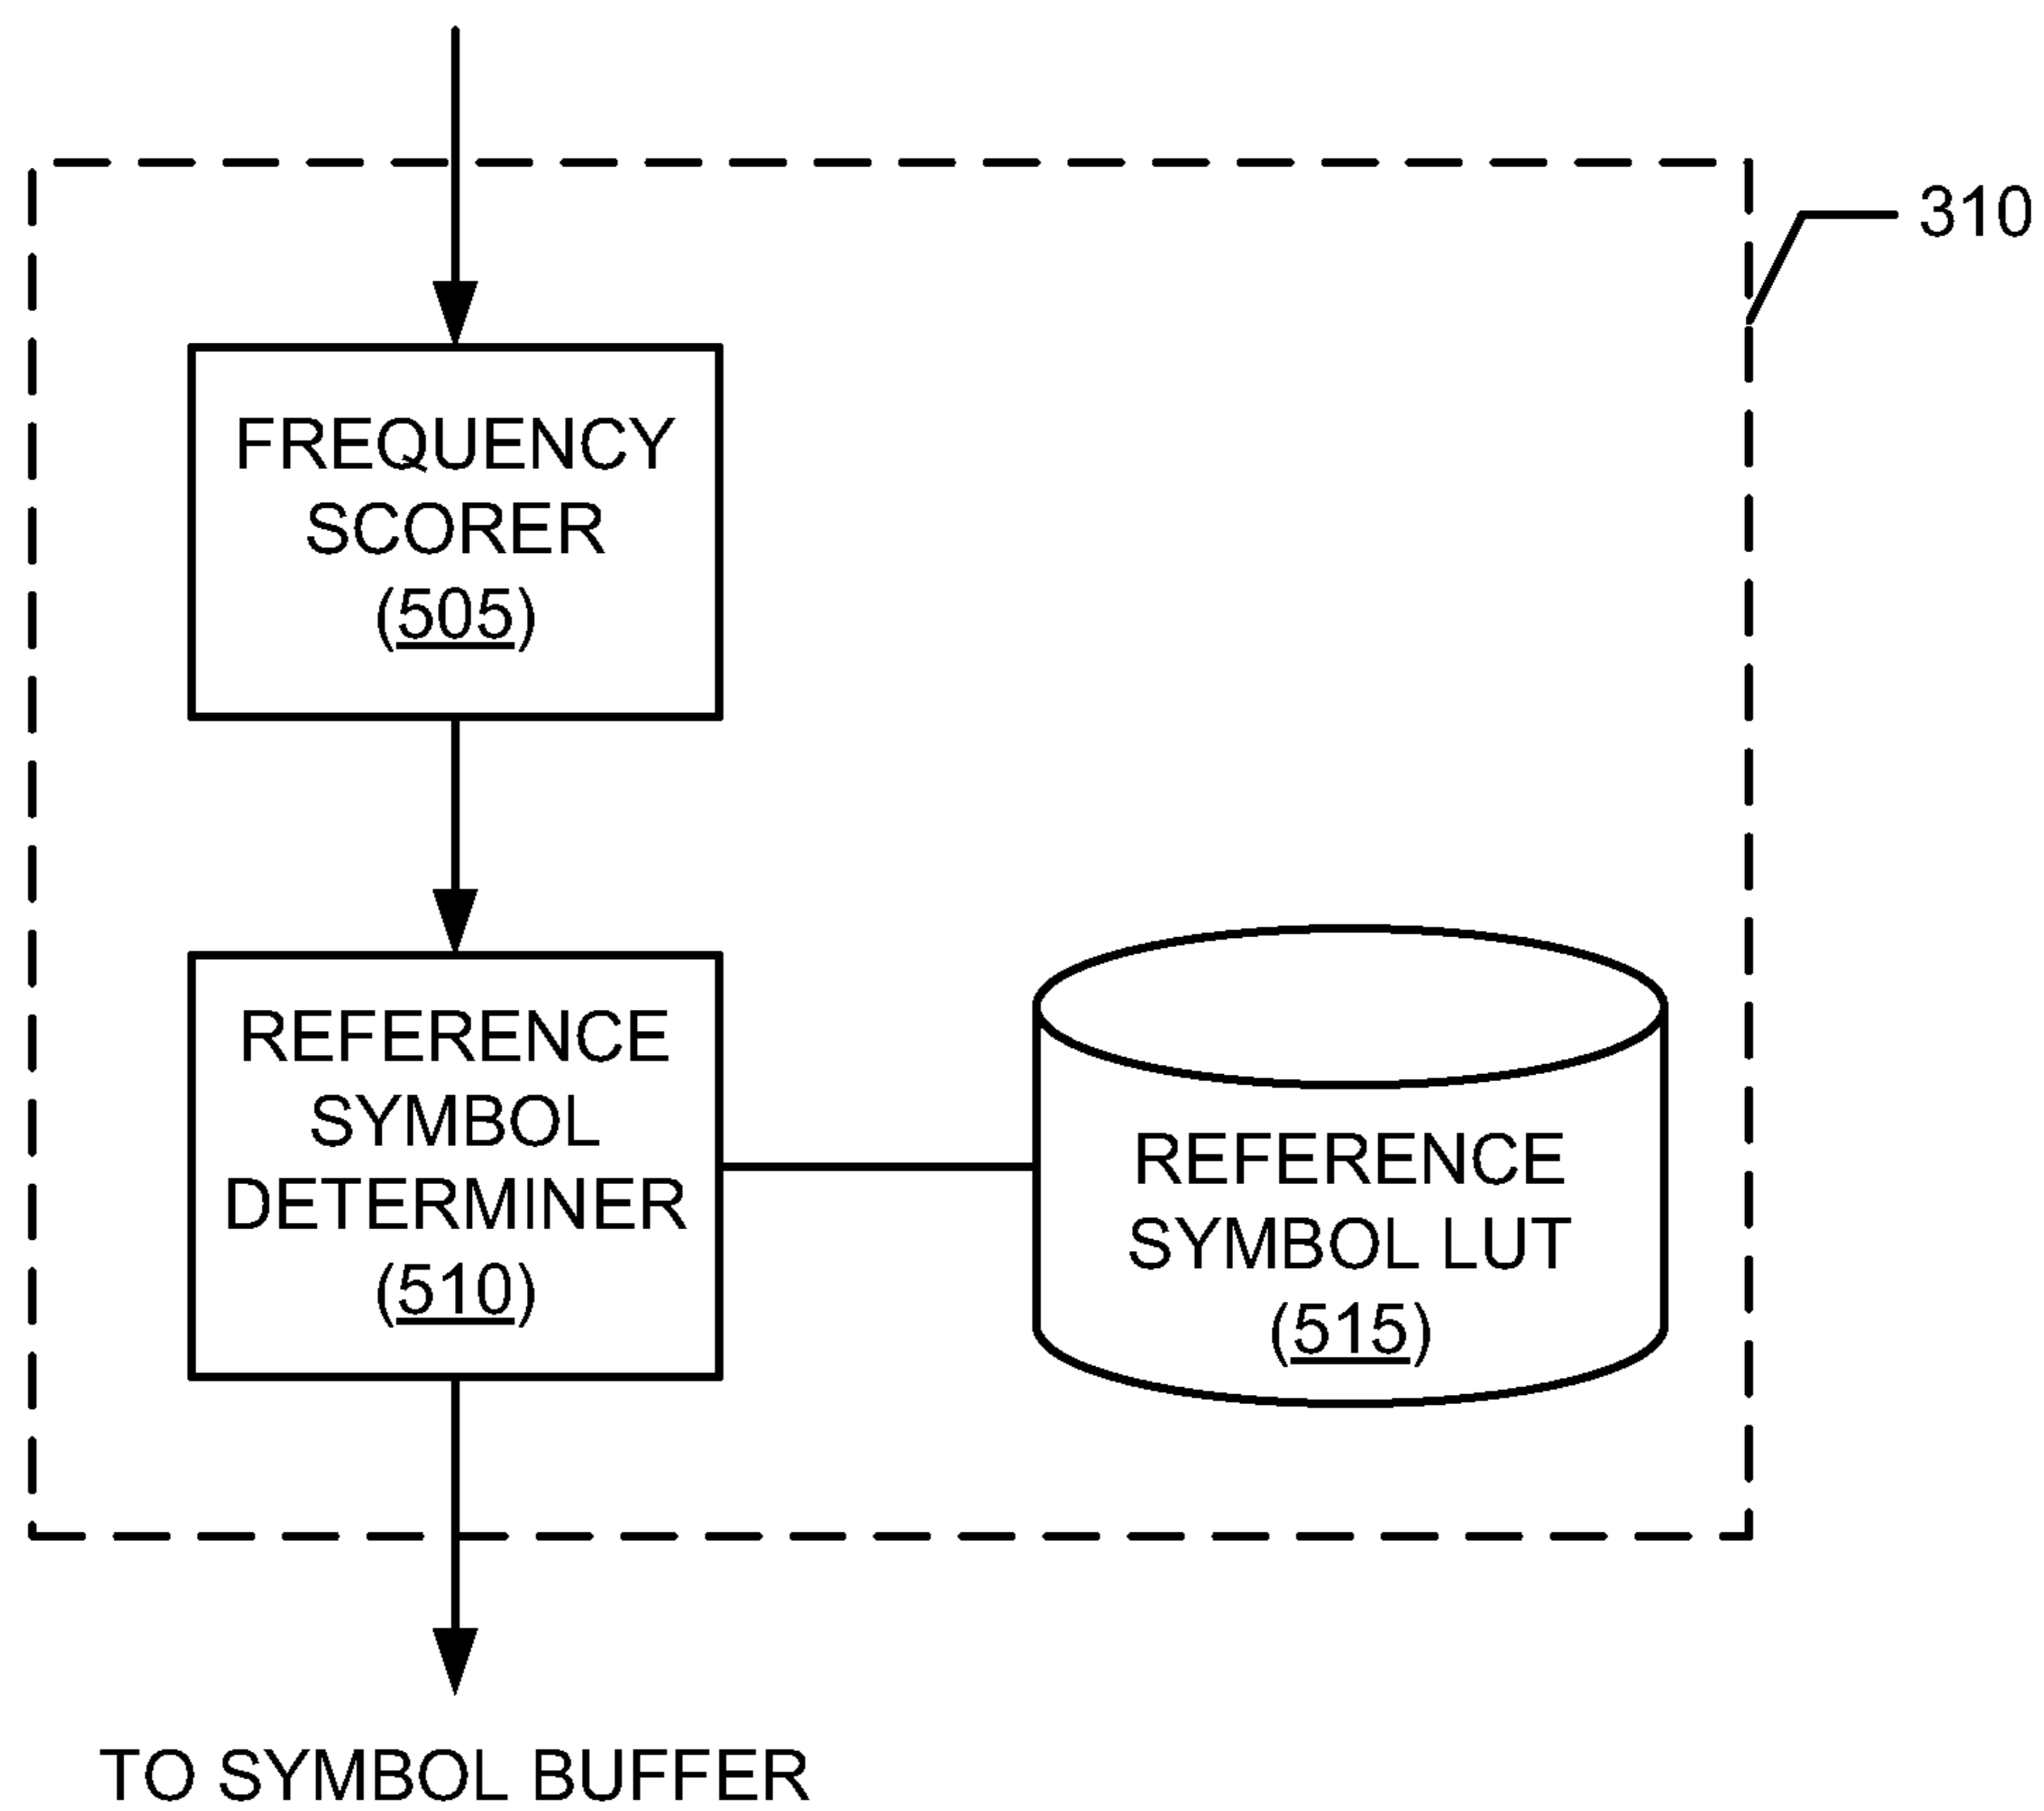 310
FREQUENCY
SCORER
(505)
REFERENCE
SYMBOL
DETERMINER
(510)
REFERENCE
SYMBOL LUT
(515)
TO SYMBOL BUFFER